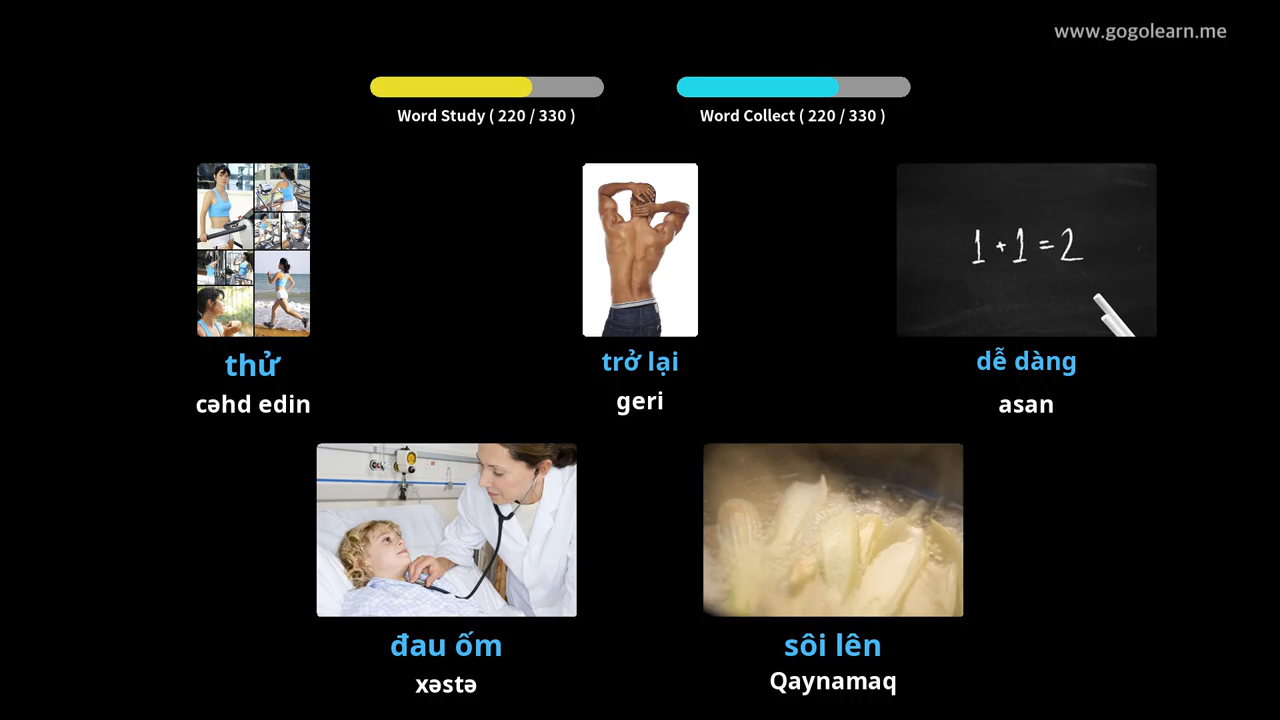 www.gogolearn.me
Word Study ( 220 / 330 )
Word Collect ( 220 / 330 )
1 + 1 = 2
thử
cəhd edin
trở lại
geri
dễ dàng
asan
đau ốm
xəstə
sôi lên
Qaynamaq